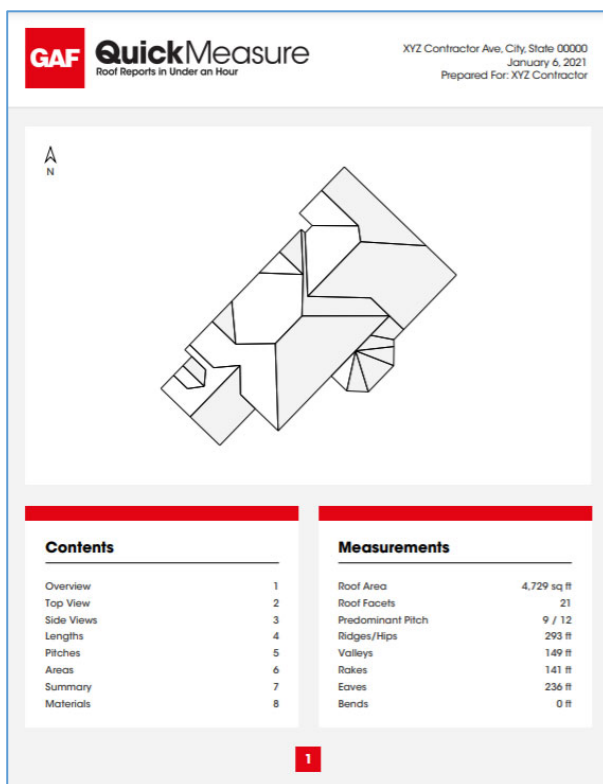 GAF QuickMeasure
Roof Reports in Under an Hour
XYZ Contractor Ave, City, State 00000
January 6, 2021
Prepared For: XYZ Contractor
N
Contents
Overview 1
Top View 2
Side Views 3
Lengths 4
Pitches 5
Areas 6
Summary 7
Materials 8
Measurements
Roof Area 4,729 sq ft
Roof Facets 21
Predominant Pitch 9 / 12
Ridges/Hips 293 ft
Valleys 149 ft
Rakes 141 ft
Eaves 236 ft
Bends 0 ft
1